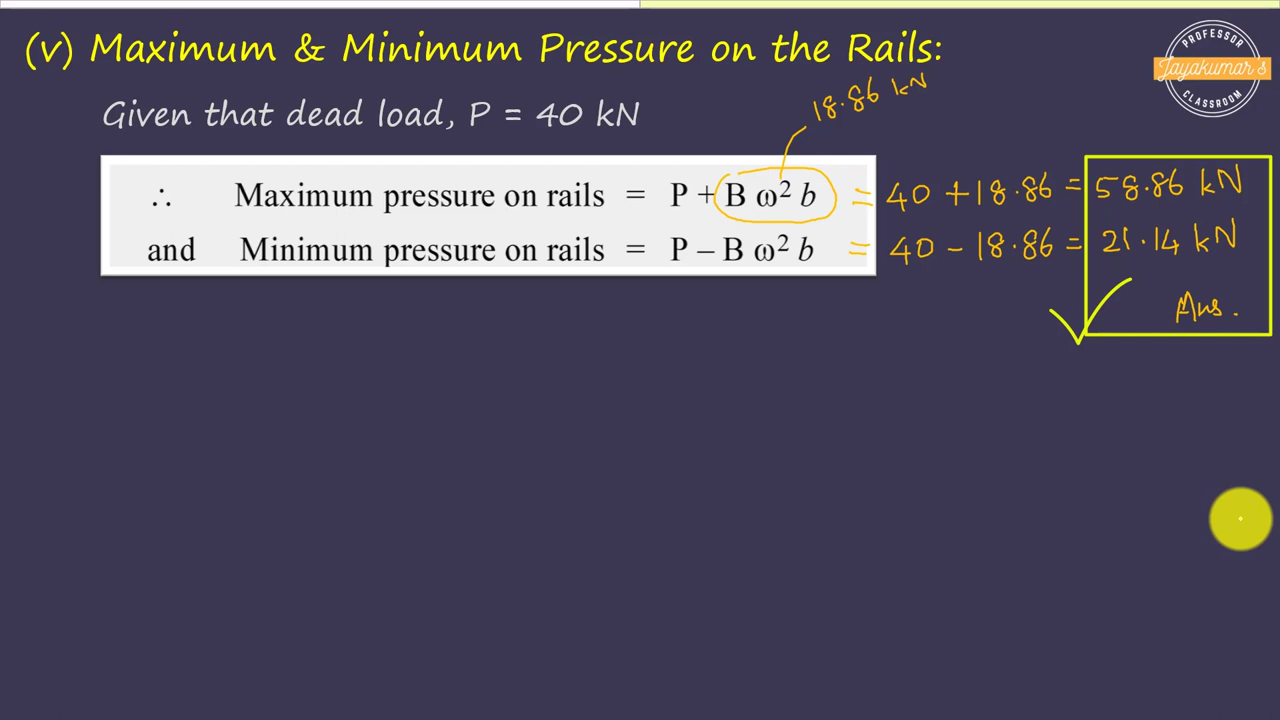 (v) Maximum & Minimum Pressure on the Rails:
PROFESSOR
Jayakumar's
CLASSROOM
Given that dead load, P = 40 kN
18.86 kN
∴ Maximum pressure on rails = P + B ω² b = 40 + 18.86 = 58.86 kN
and Minimum pressure on rails = P – B ω² b = 40 - 18.86 = 21.14 kN
Ans.